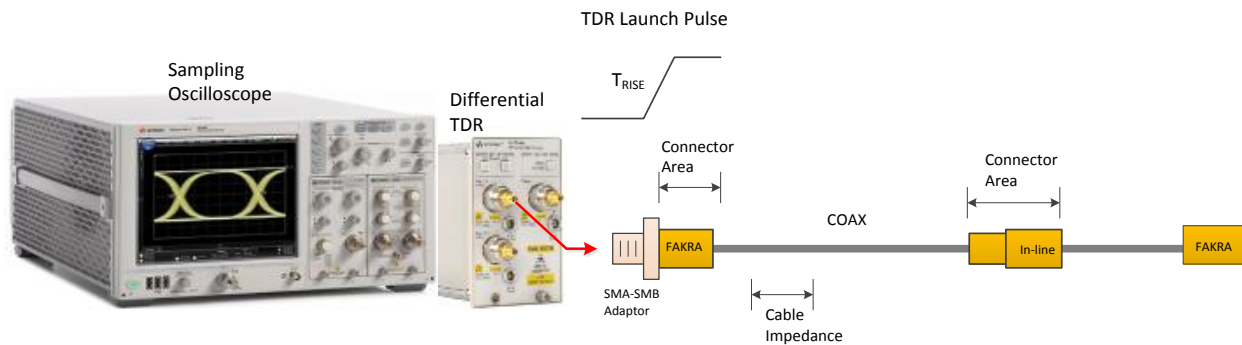 TDR Launch Pulse
Sampling
Oscilloscope
Differential
TDR
TRISE
Connector
Area
Connector
Area
COAX
FAKRA
In-line
FAKRA
SMA-SMB
Adaptor
Cable
Impedance